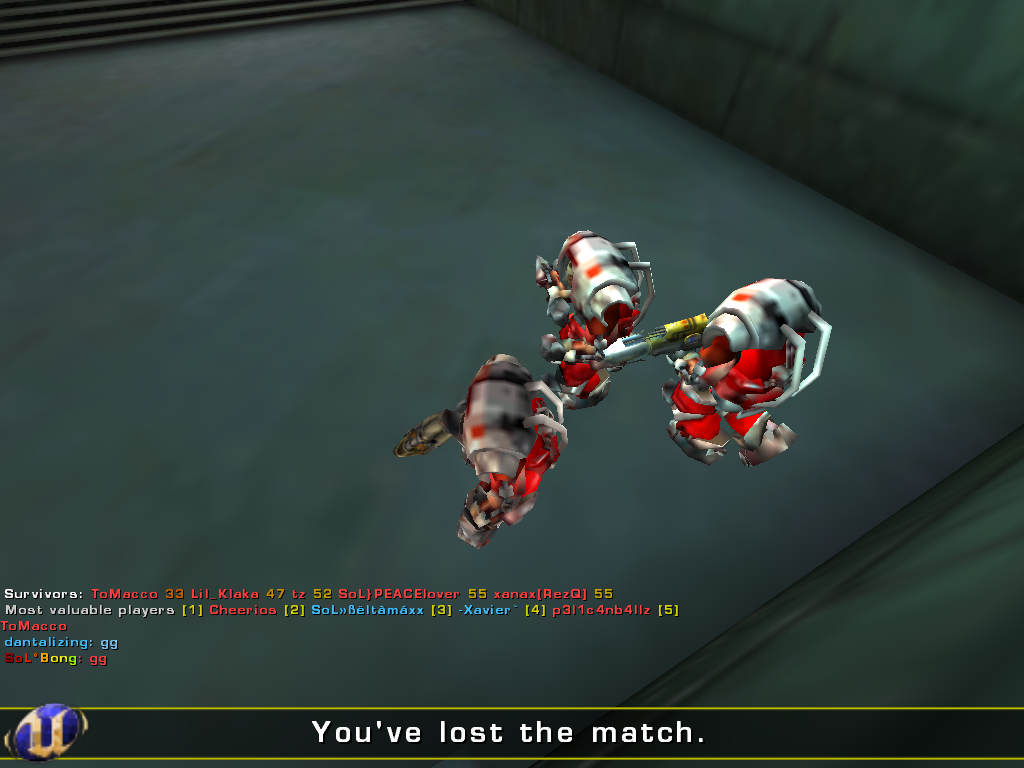 Survivors: ToMacco 33 Lil_Klaka 47 tz 52 SoL}PEACElover 55 xanax[RezQ] 55
Most valuable players [1] Cheerios [2] SoL»ßéltåmáxx [3] -Xavier` [4] p3l1c4nb4llz [5]
ToMacco
dantalizing: gg
SoL°Bong: gg
You've lost the match.